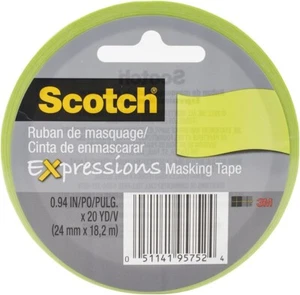 Scotch
Ruban de masquage/
Cinta de enmascarar
Expressions Masking Tape
0.94 IN/PO/PULG.
x 20 YD/V
(24 mm x 18,2 m)
3M
0 51141 95752 4